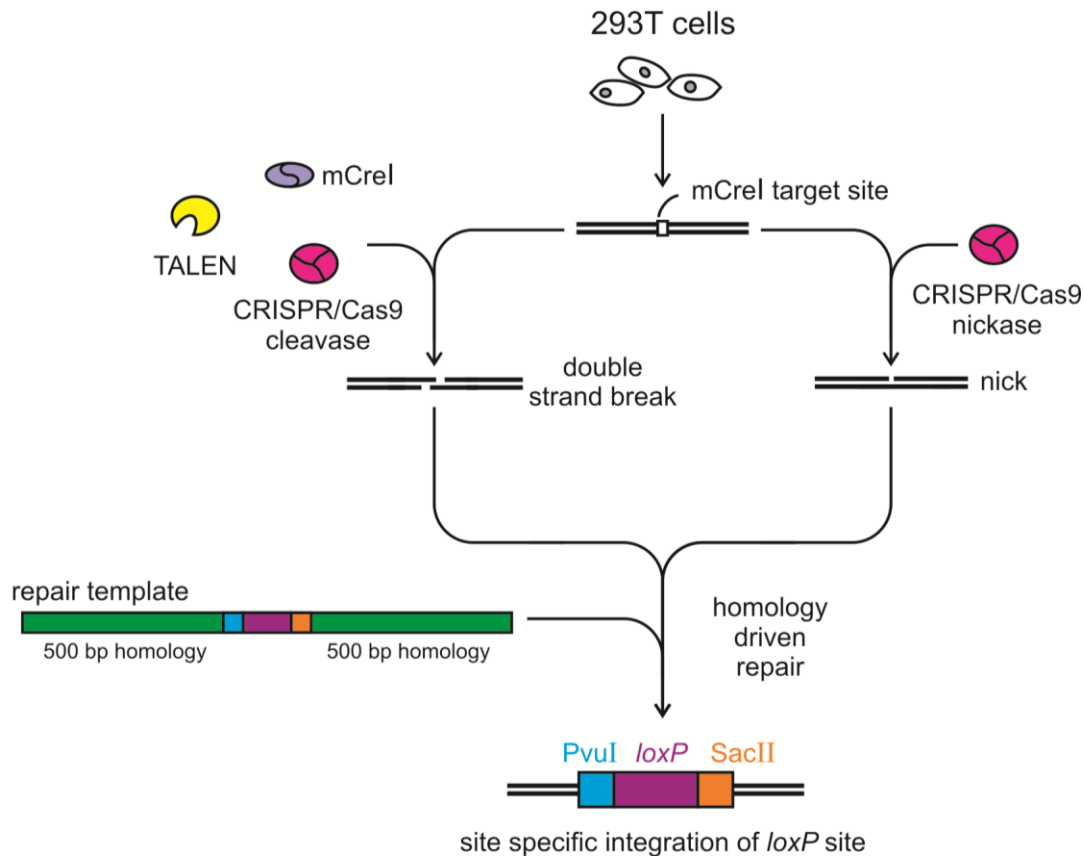 293T cells
mCreI
mCreI target site
TALEN
CRISPR/Cas9
cleavase
CRISPR/Cas9
nickase
double
strand break
nick
repair template
500 bp homology
500 bp homology
homology
driven
repair
PvuI
loxP
SacII
site specific integration of loxP site